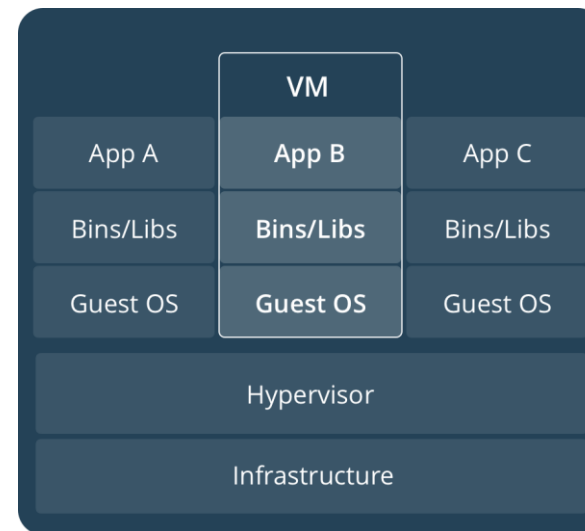 VM
App A App B App C
Bins/Libs Bins/Libs Bins/Libs
Guest OS Guest OS Guest OS
Hypervisor
Infrastructure